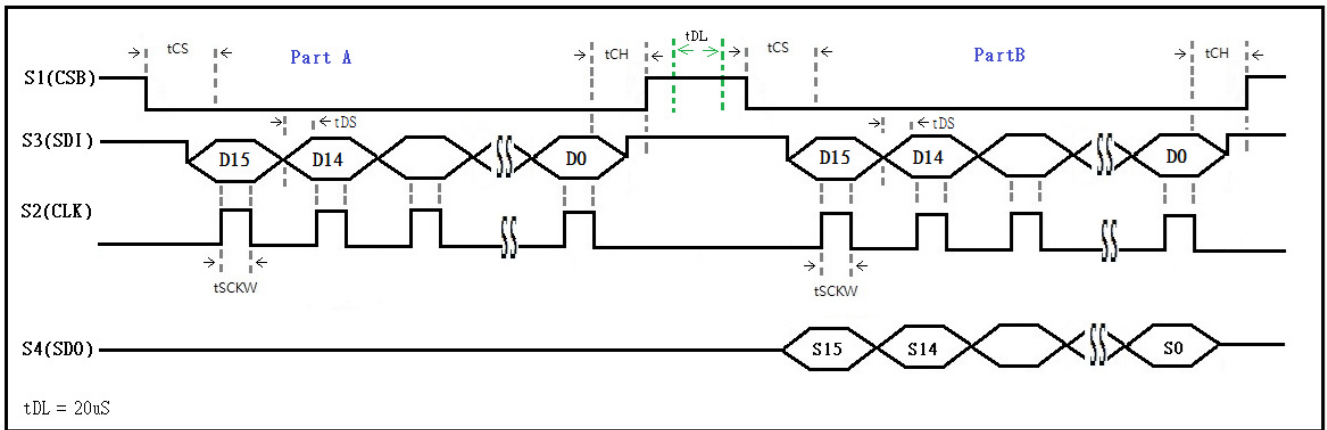 tCS Part A tCH tDL tCS PartB tCH
S1(CSB)
tDS tDS
S3(SDI) D15 D14 D0 D15 D14 D0
S2(CLK)
tSCKW tSCKW
S4(SDO) S15 S14 S0
tDL = 20uS